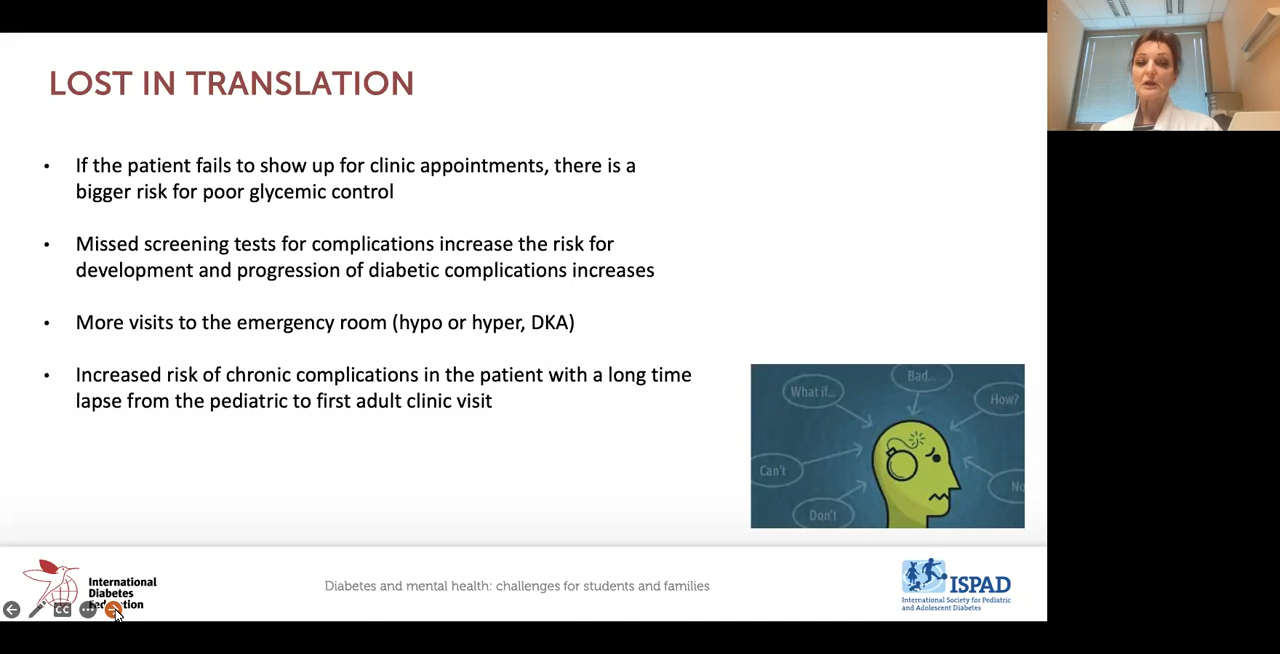 LOST IN TRANSLATION
• If the patient fails to show up for clinic appointments, there is a
bigger risk for poor glycemic control
• Missed screening tests for complications increase the risk for
development and progression of diabetic complications increases
• More visits to the emergency room (hypo or hyper, DKA)
• Increased risk of chronic complications in the patient with a long time
lapse from the pediatric to first adult clinic visit
What if...
Bad...
How?
Can't
No
Don't
International
Diabetes
Federation
CC
Diabetes and mental health: challenges for students and families
ISPAD
International Society for Pediatric
and Adolescent Diabetes